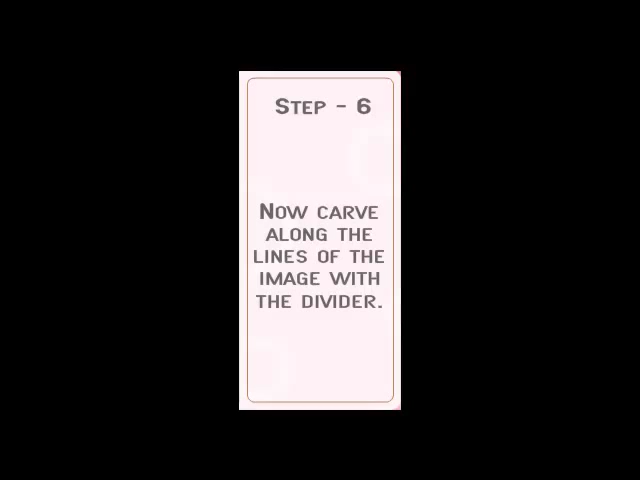 Step - 6
Now carve
along the
lines of the
image with
the divider.